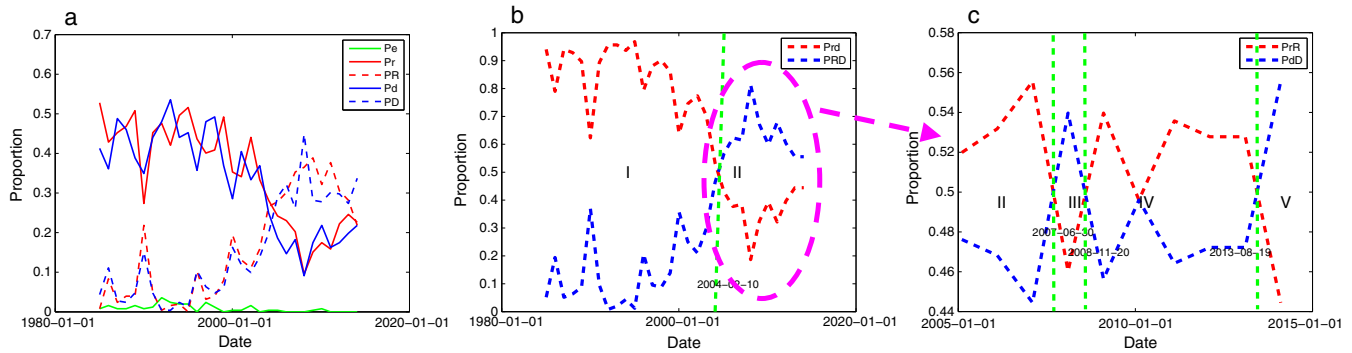 a
Proportion
0.7
0.6
0.5
0.4
0.3
0.2
0.1
0
Pe
Pr
PR
Pd
PD
1980−01−01
2000−01−01
2020−01−01
Date
b
Proportion
1
0.9
0.8
0.7
0.6
0.5
0.4
0.3
0.2
0.1
0
Prd
PRD
I
II
2004−02−10
1980−01−01
2000−01−01
2020−01−01
Date
c
Proportion
0.58
0.56
0.54
0.52
0.5
0.48
0.46
0.44
PrR
PdD
II
III
IV
V
2007−06−30
2008−11−20
2013−08−19
2005−01−01
2010−01−01
2015−01−01
Date